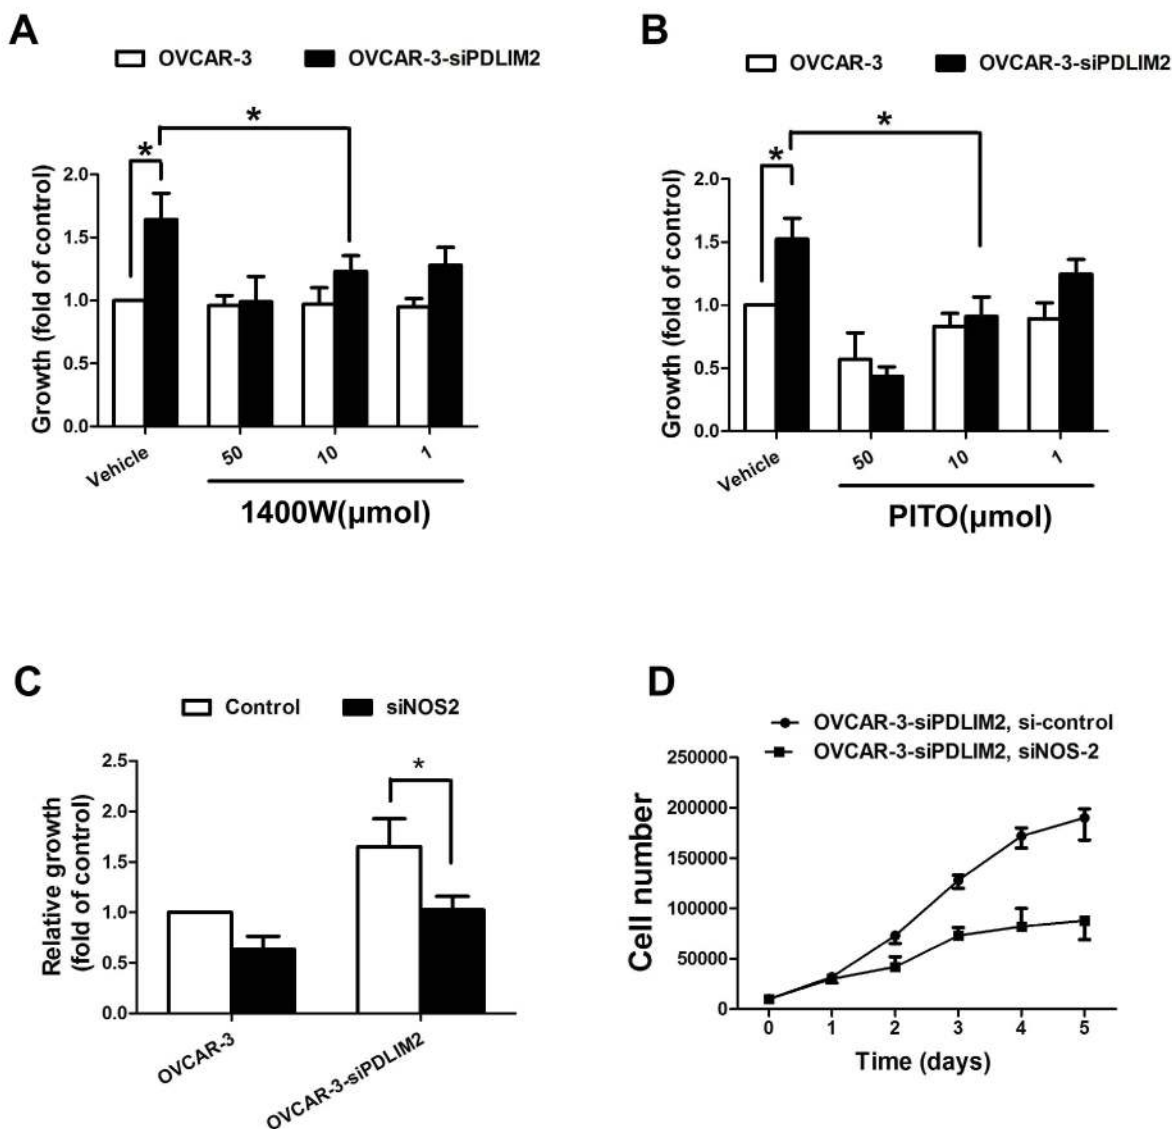 A
OVCAR-3 OVCAR-3-siPDLIM2
*
*
Growth (fold of control)
2.0
1.5
1.0
0.5
0.0
Vehicle 50 10 1
1400W(µmol)
B
OVCAR-3 OVCAR-3-siPDLIM2
*
*
Growth (fold of control)
2.0
1.5
1.0
0.5
0.0
Vehicle 50 10 1
PITO(µmol)
C
Control siNOS2
*
Relative growth
(fold of control)
2.5
2.0
1.5
1.0
0.5
0.0
OVCAR-3 OVCAR-3-siPDLIM2
D
OVCAR-3-siPDLIM2, si-control
OVCAR-3-siPDLIM2, siNOS-2
Cell number
250000
200000
150000
100000
50000
0
0 1 2 3 4 5
Time (days)